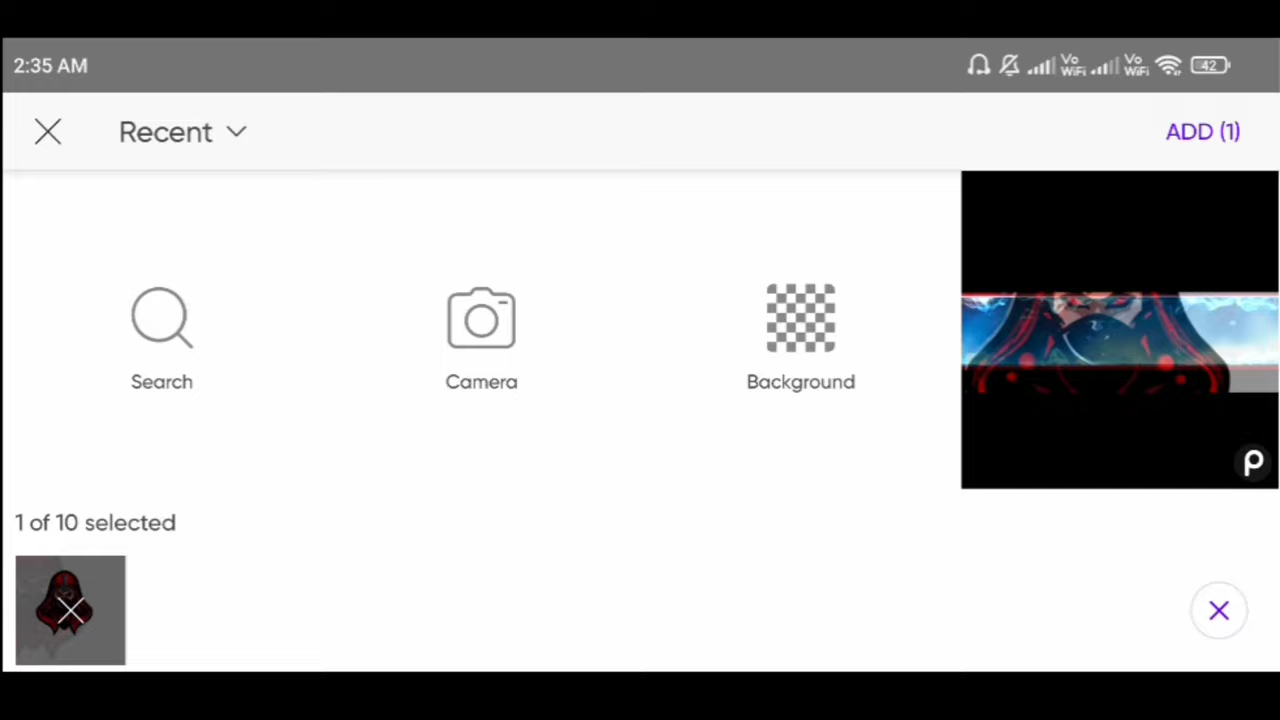 2:35 AM
Vo
WiFi
Vo
WiFi
42
Recent
ADD (1)
Search
Camera
Background
1 of 10 selected